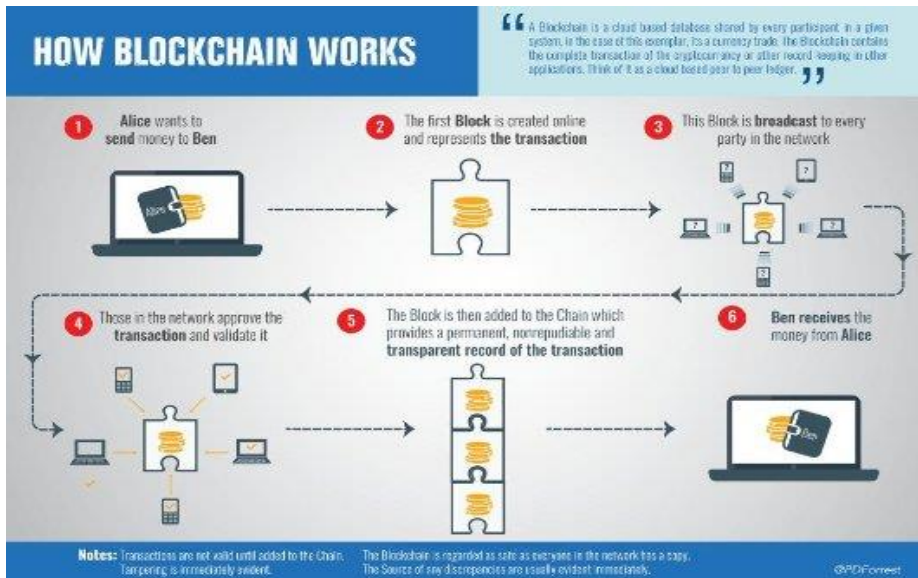 HOW BLOCKCHAIN WORKS
“ A Blockchain is a cloud based database shared by every participant in a given
system, in the case of this exemplar, its a currency trade. The Blockchain contains
the complete transaction of the cryptocurrency or other record keeping in other
applications. Think of it as a cloud based peer to peer ledger. ”
1 Alice wants to
send money to Ben
Alice
2 The first Block is created online
and represents the transaction
3 This Block is broadcast to every
party in the network
?
?
?
?
?
4 Those in the network approve the
transaction and validate it
5 The Block is then added to the Chain which
provides a permanent, nonrepudiable and
transparent record of the transaction
6 Ben receives the
money from Alice
Ben
Notes: Transactions are not valid until added to the Chain.
Tampering is immediately evident.
The Blockchain is regarded as safe as everyone in the network has a copy.
The Source of any discrepancies are usually evident immediately.
@PDForrest